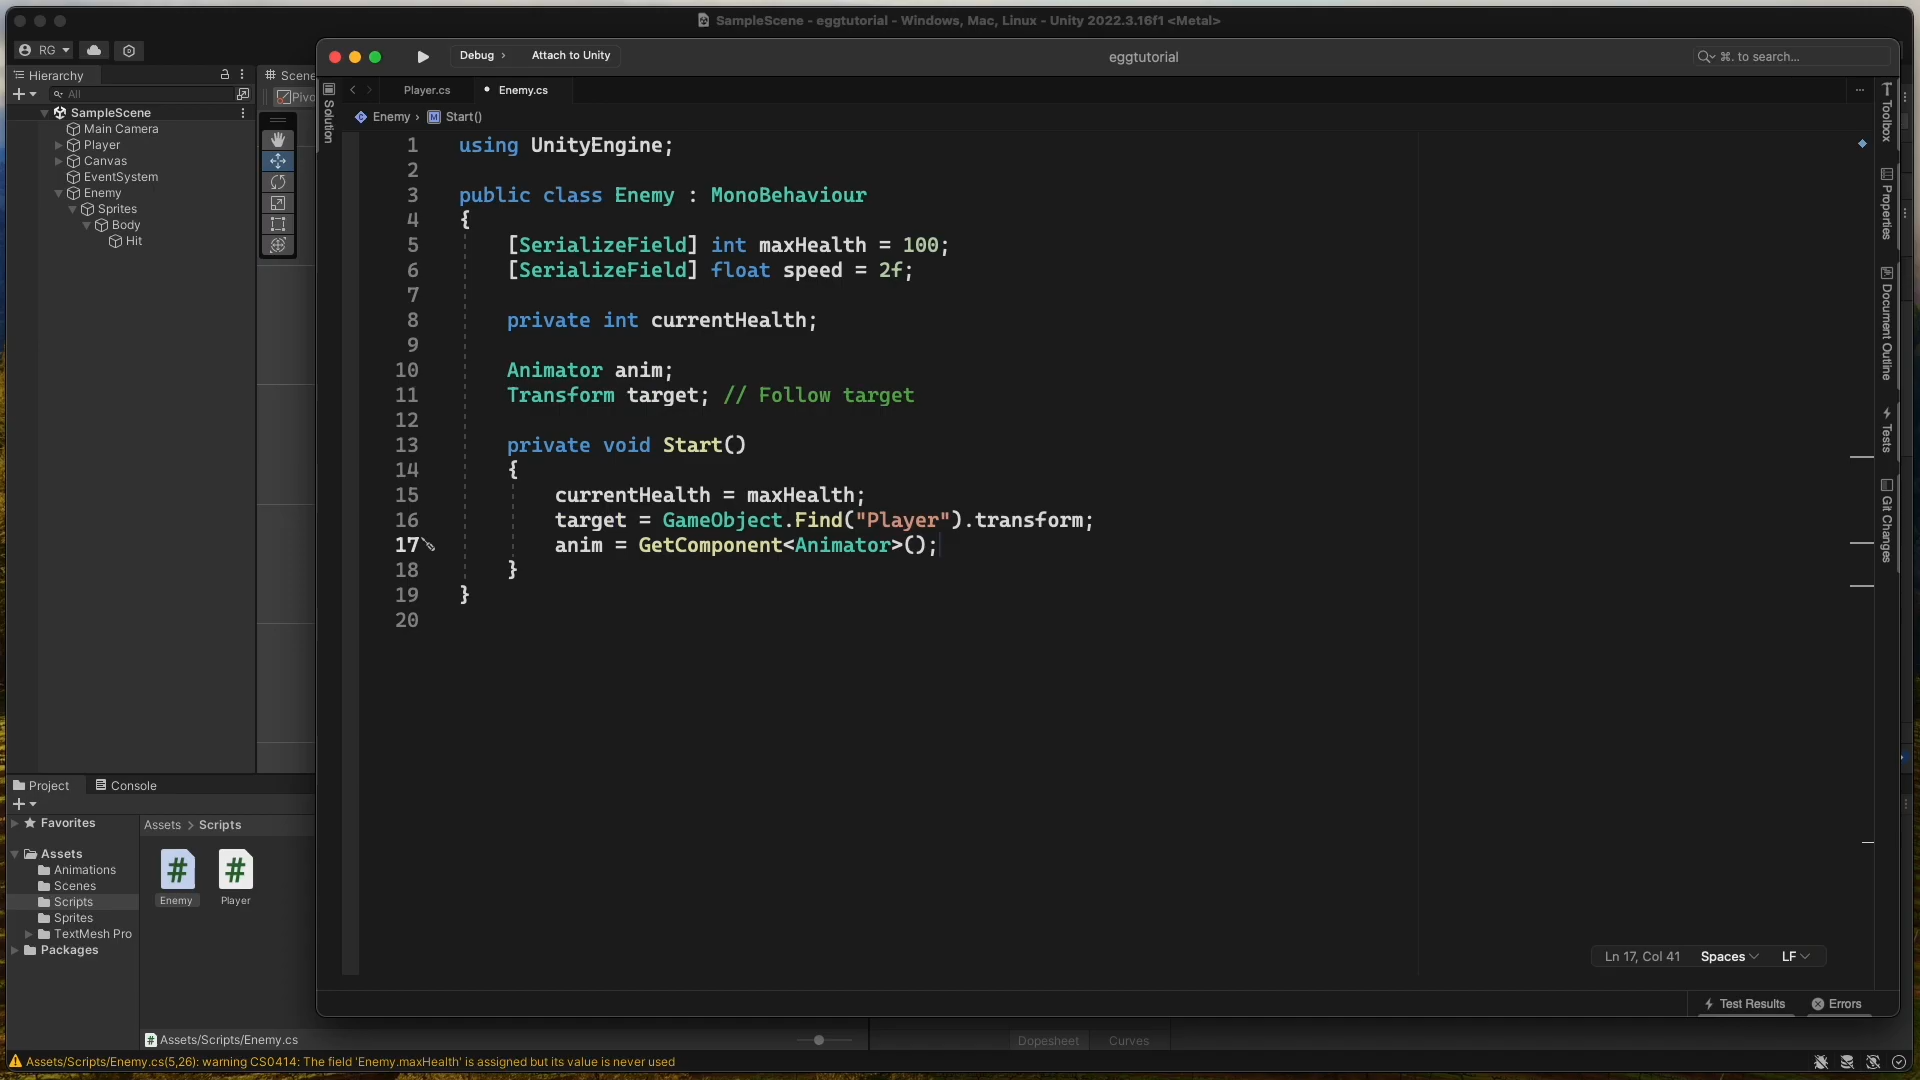 SampleScene - eggtutorial - Windows, Mac, Linux - Unity 2022.3.16f1 <Metal>
RG
Debug › Attach to Unity
eggtutorial
⌘. to search...
Hierarchy
Scene
All
Pivo
SampleScene
Main Camera
Player
Canvas
EventSystem
Enemy
Sprites
Body
Hit
Solution
Player.cs
Enemy.cs
Enemy › Start()
1 using UnityEngine;
2
3 public class Enemy : MonoBehaviour
4 {
5 [SerializeField] int maxHealth = 100;
6 [SerializeField] float speed = 2f;
7
8 private int currentHealth;
9
10 Animator anim;
11 Transform target; // Follow target
12
13 private void Start()
14 {
15 currentHealth = maxHealth;
16 target = GameObject.Find("Player").transform;
17 anim = GetComponent<Animator>();
18 }
19 }
20
Toolbox
Properties
Document Outline
Tests
Git Changes
Ln 17, Col 41 Spaces LF
Test Results Errors
Project
Console
Favorites
Assets
Animations
Scenes
Scripts
Sprites
TextMesh Pro
Packages
Assets > Scripts
Enemy
Player
Assets/Scripts/Enemy.cs
Dopesheet
Curves
Assets/Scripts/Enemy.cs(5,26): warning CS0414: The field 'Enemy.maxHealth' is assigned but its value is never used